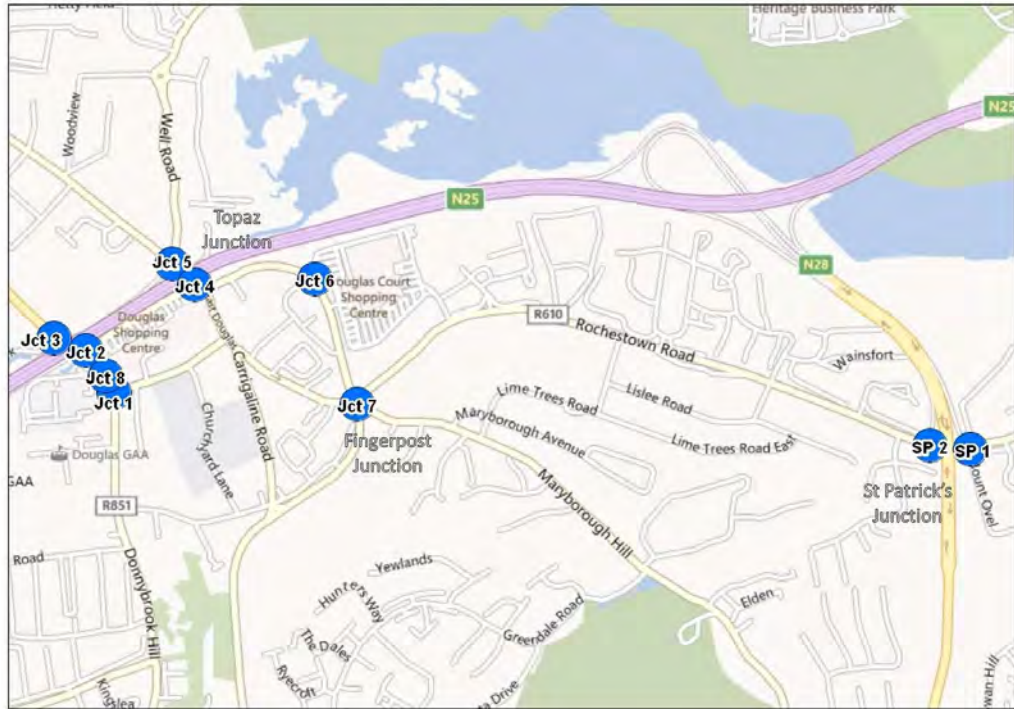 Heritage Business Park
N25
Woodview
Well Road
N25
Topaz
Junction
N28
Jct 5
Jct 4
Jct 6
Douglas Court
Shopping
Centre
R610
Rochestown Road
Wainsfort
Douglas
Shopping
Centre
Jct 3
Jct 2
Jct 8
Jct 1
Carrigaline Road
Jct 7
Fingerpost
Junction
Lime Trees Road
Lislee Road
Maryborough Avenue
Lime Trees Road East
SP 2
SP 1
St Patrick's
Junction
Churchyard Lane
Douglas GAA
GAA
R851
Donnybrook Hill
Road
Maryborough Hill
Yewlands
Hunters Way
The Dales
Ryecroft
Greendale Road
Elden
Kingslea
Drive